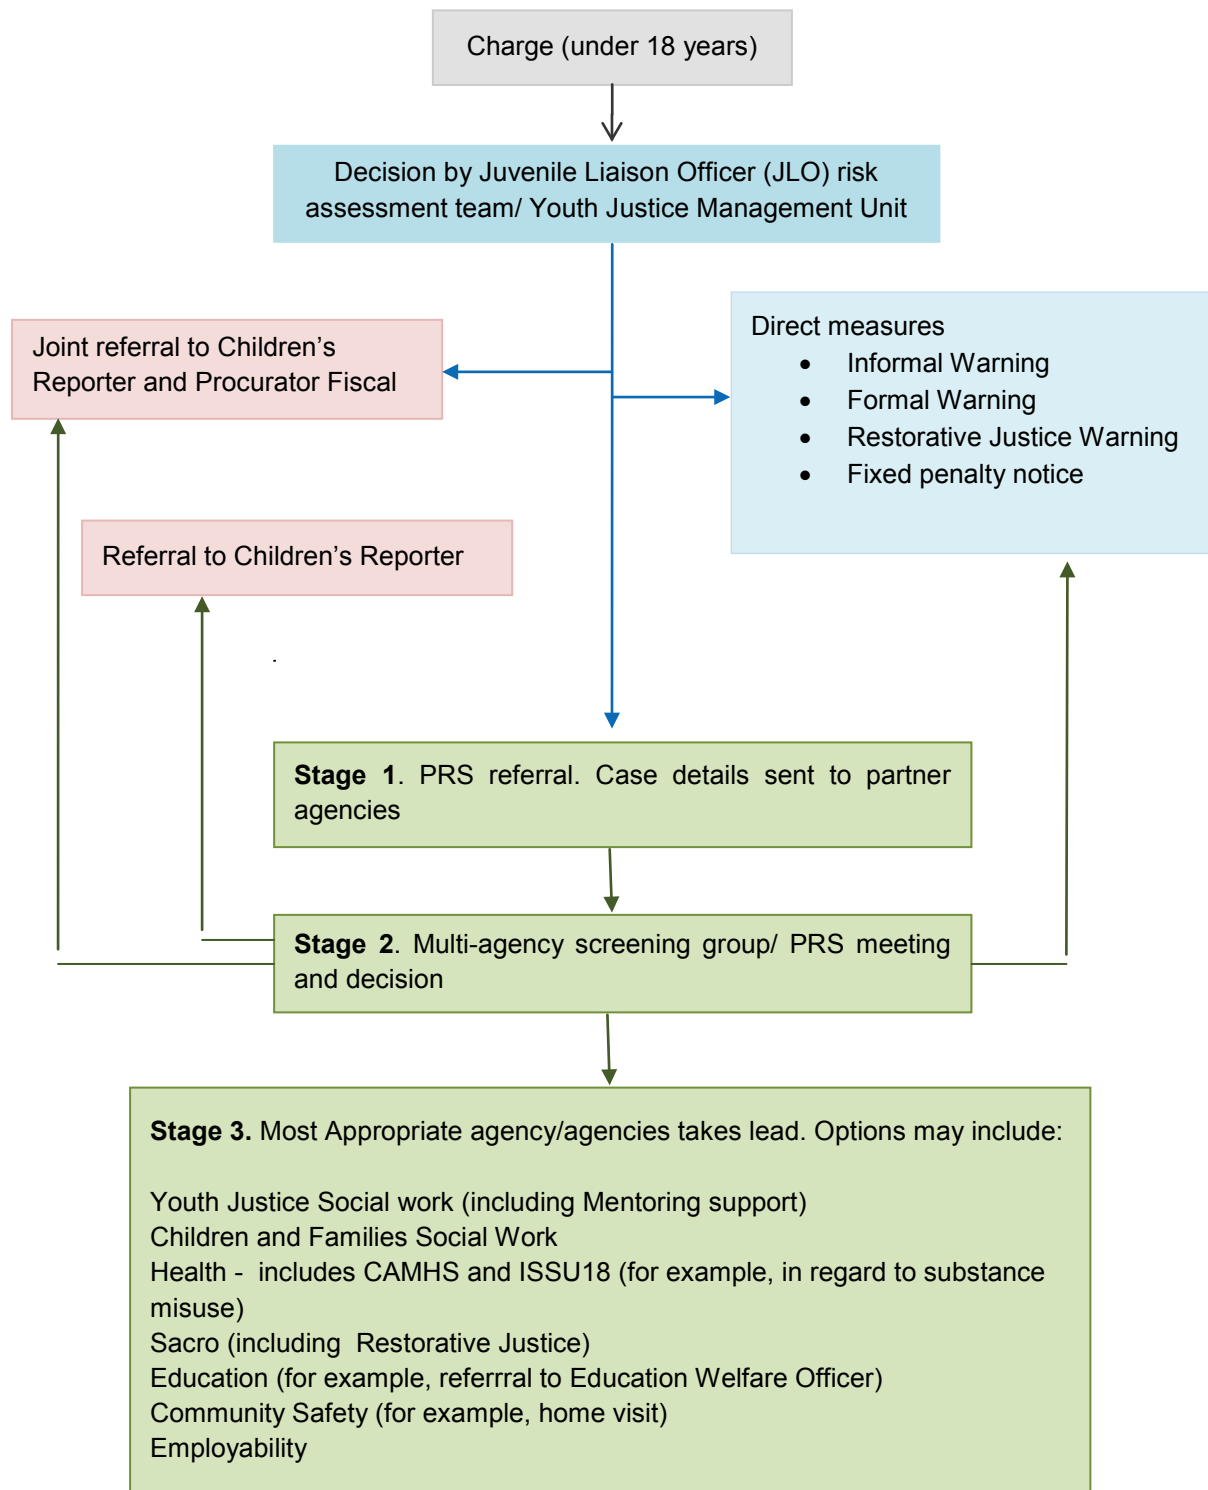 Charge (under 18 years)
Decision by Juvenile Liaison Officer (JLO) risk
assessment team/ Youth Justice Management Unit
Joint referral to Children’s
Reporter and Procurator Fiscal
Direct measures
• Informal Warning
• Formal Warning
• Restorative Justice Warning
• Fixed penalty notice
Referral to Children’s Reporter
.
Stage 1. PRS referral. Case details sent to partner
agencies
Stage 2. Multi-agency screening group/ PRS meeting
and decision
Stage 3. Most Appropriate agency/agencies takes lead. Options may include:
Youth Justice Social work (including Mentoring support)
Children and Families Social Work
Health - includes CAMHS and ISSU18 (for example, in regard to substance
misuse)
Sacro (including Restorative Justice)
Education (for example, referrral to Education Welfare Officer)
Community Safety (for example, home visit)
Employability